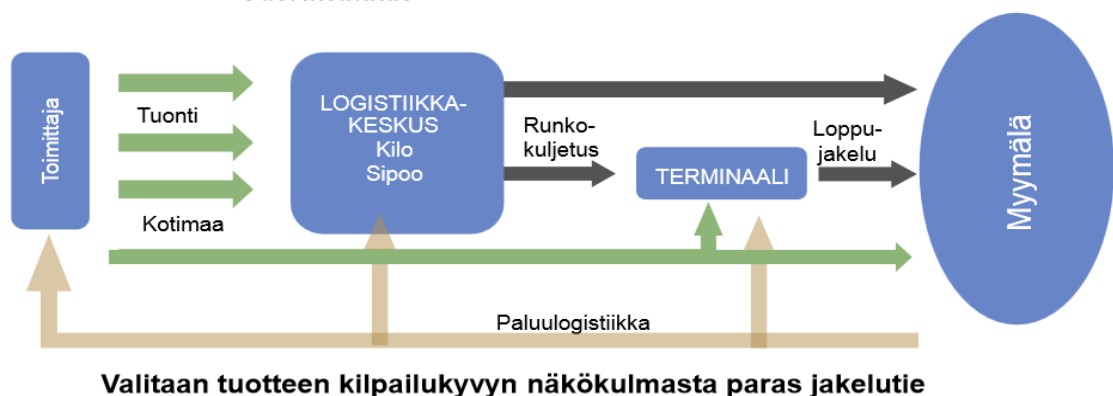 Toimittaja
Tuonti
Kotimaa
LOGISTIIKKA-
KESKUS
Kilo
Sipoo
Runko-
kuljetus
TERMINAALI
Loppu-
jakelu
Myymälä
Paluulogistiikka
Valitaan tuotteen kilpailukyvyn näkökulmasta paras jakelutie